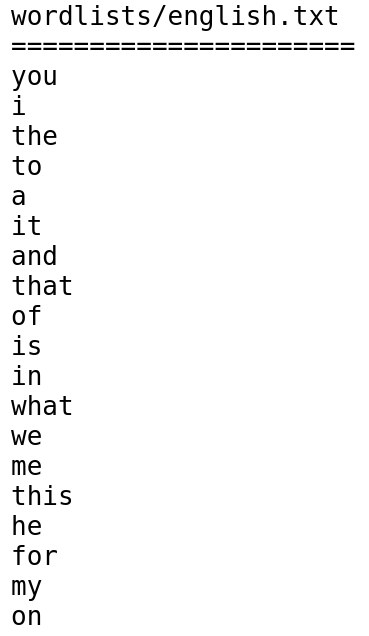 wordlists/english.txt
======================
you
i
the
to
a
it
and
that
of
is
in
what
we
me
this
he
for
my
on